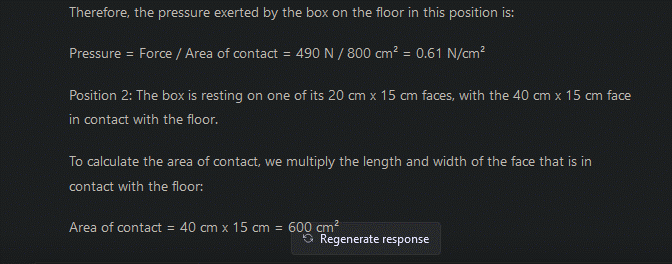 Therefore, the pressure exerted by the box on the floor in this position is:
Pressure = Force / Area of contact = 490 N / 800 cm² = 0.61 N/cm²
Position 2: The box is resting on one of its 20 cm x 15 cm faces, with the 40 cm x 15 cm face
in contact with the floor.
To calculate the area of contact, we multiply the length and width of the face that is in
contact with the floor:
Area of contact = 40 cm x 15 cm = 600 cm²
Regenerate response